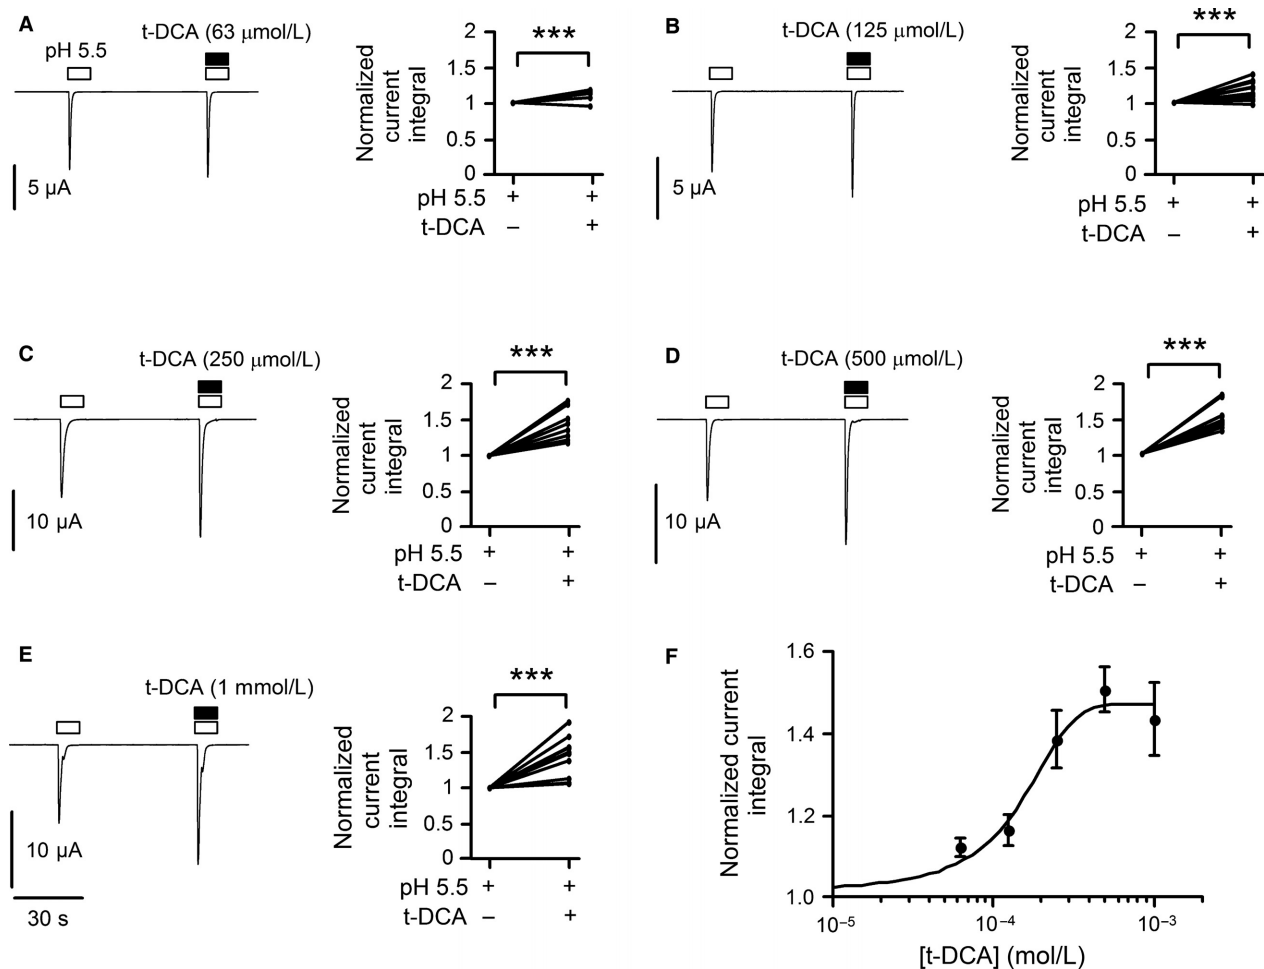 A
pH 5.5
t-DCA (63 μmol/L)
5 μA
Normalized
current
integral
***
2
1.5
1
0.5
0
pH 5.5 + +
t-DCA – +
B
t-DCA (125 μmol/L)
5 μA
Normalized
current
integral
***
2
1.5
1
0.5
0
pH 5.5 + +
t-DCA – +
C
t-DCA (250 μmol/L)
10 μA
Normalized
current
integral
***
2
1.5
1
0.5
0
pH 5.5 + +
t-DCA – +
D
t-DCA (500 μmol/L)
10 μA
Normalized
current
integral
***
2
1.5
1
0.5
0
pH 5.5 + +
t-DCA – +
E
t-DCA (1 mmol/L)
10 μA
30 s
Normalized
current
integral
***
2
1.5
1
0.5
0
pH 5.5 + +
t-DCA – +
F
Normalized current
integral
1.6
1.4
1.2
1.0
10⁻⁵ 10⁻⁴ 10⁻³
[t-DCA] (mol/L)